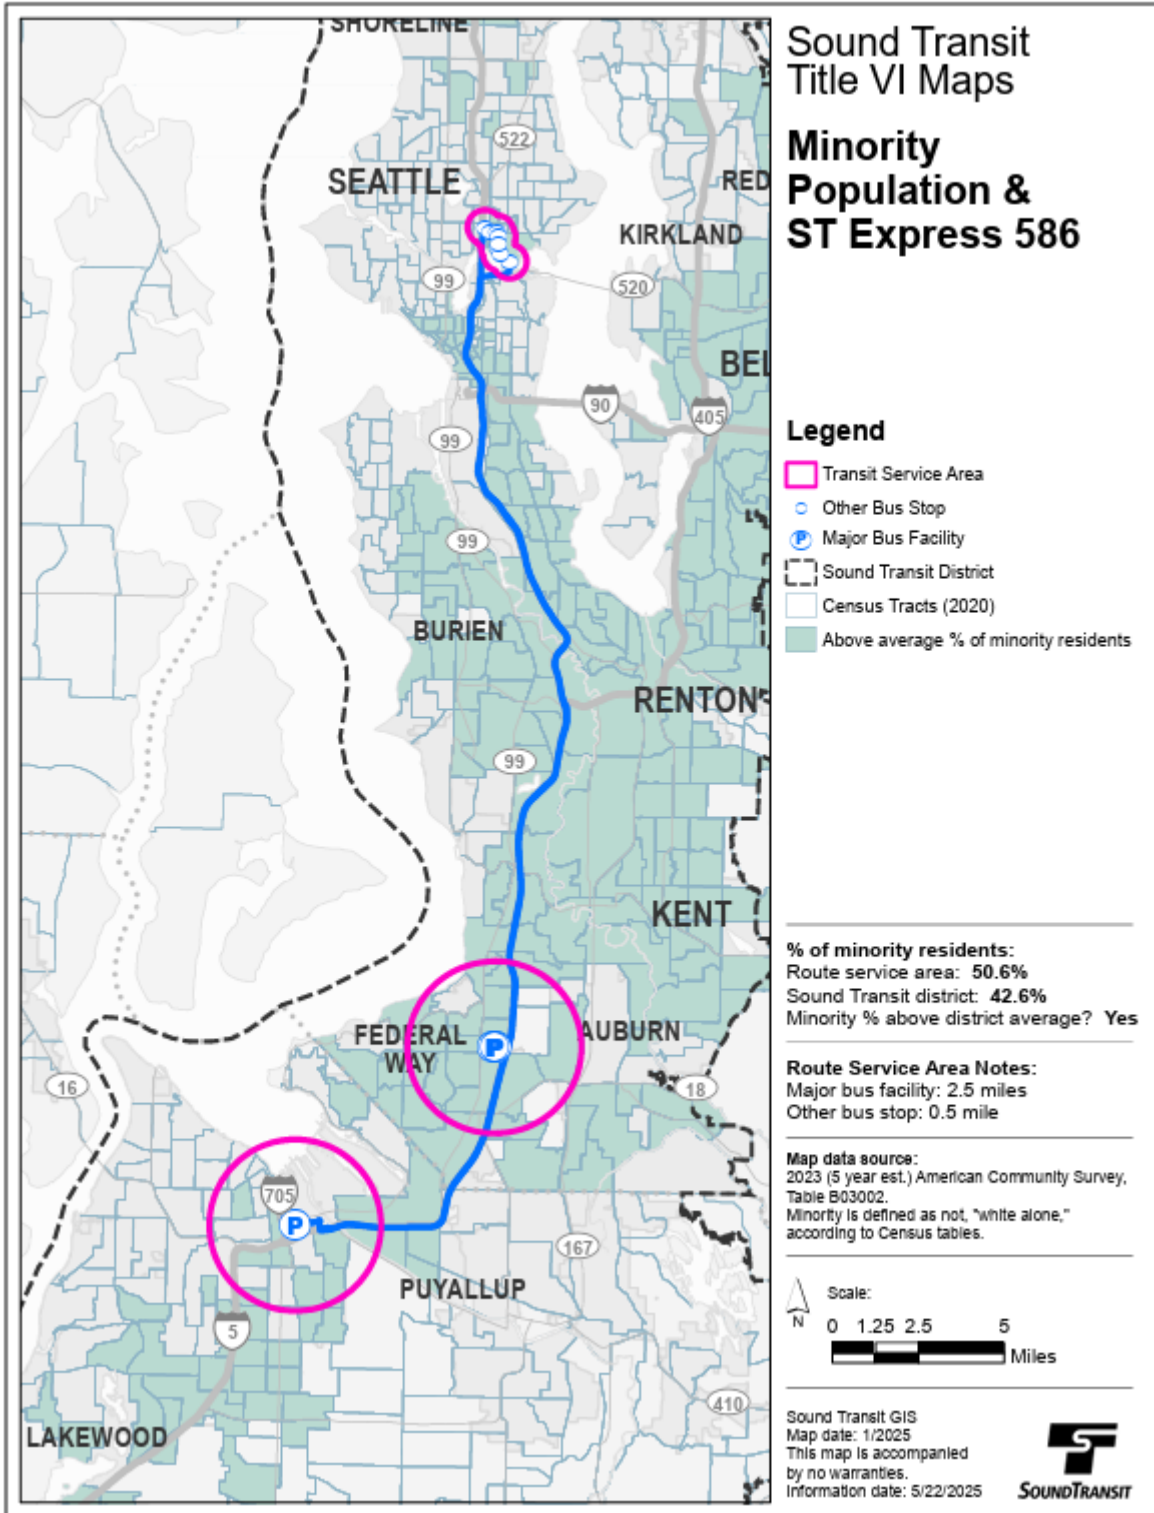 Sound Transit
Title VI Maps
Minority
Population &
ST Express 586
SHORELINE
522
SEATTLE
RED
KIRKLAND
99
520
BEL
90
405
99
99
BURIEN
RENTON
99
KENT
FEDERAL
WAY
P
AUBURN
16
18
705
P
167
PUYALLUP
5
410
LAKEWOOD
Legend
Transit Service Area
Other Bus Stop
P Major Bus Facility
Sound Transit District
Census Tracts (2020)
Above average % of minority residents
% of minority residents:
Route service area: 50.6%
Sound Transit district: 42.6%
Minority % above district average? Yes
Route Service Area Notes:
Major bus facility: 2.5 miles
Other bus stop: 0.5 mile
Map data source:
2023 (5 year est.) American Community Survey,
Table B03002.
Minority is defined as not, "white alone,"
according to Census tables.
N
Scale:
0 1.25 2.5 5
Miles
Sound Transit GIS
Map date: 1/2025
This map is accompanied
by no warranties.
Information date: 5/22/2025
SOUNDTRANSIT